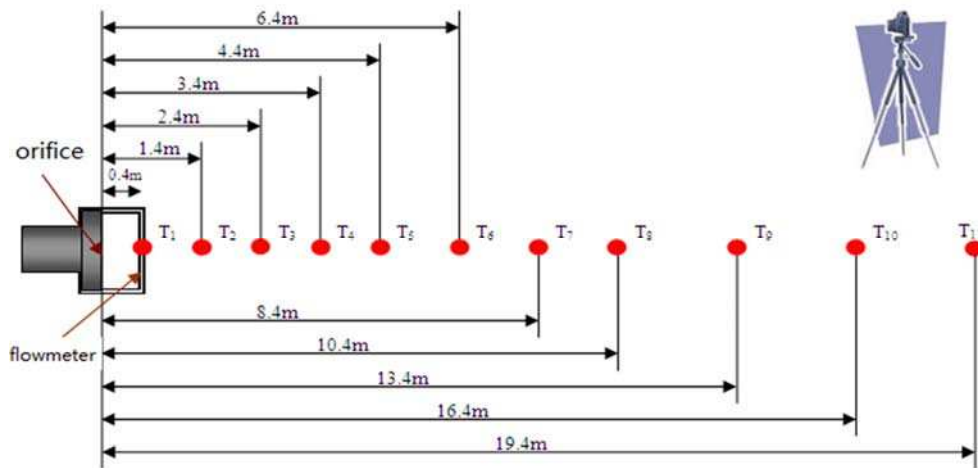 6.4m
4.4m
3.4m
2.4m
1.4m
orifice
0.4m
T₁ T₂ T₃ T₄ T₅ T₆ T₇ T₈ T₉ T₁₀ T₁
flowmeter
8.4m
10.4m
13.4m
16.4m
19.4m